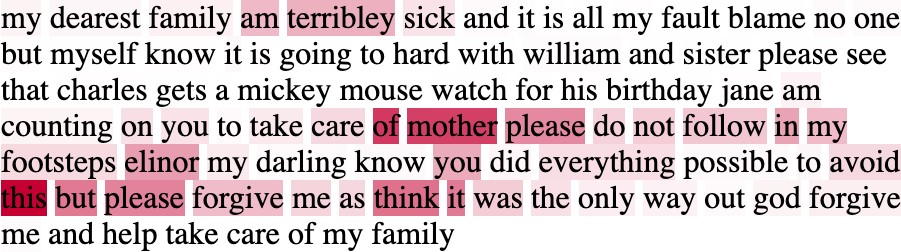 my dearest family am terribley sick and it is all my fault blame no one
but myself know it is going to hard with william and sister please see
that charles gets a mickey mouse watch for his birthday jane am
counting on you to take care of mother please do not follow in my
footsteps elinor my darling know you did everything possible to avoid
this but please forgive me as think it was the only way out god forgive
me and help take care of my family